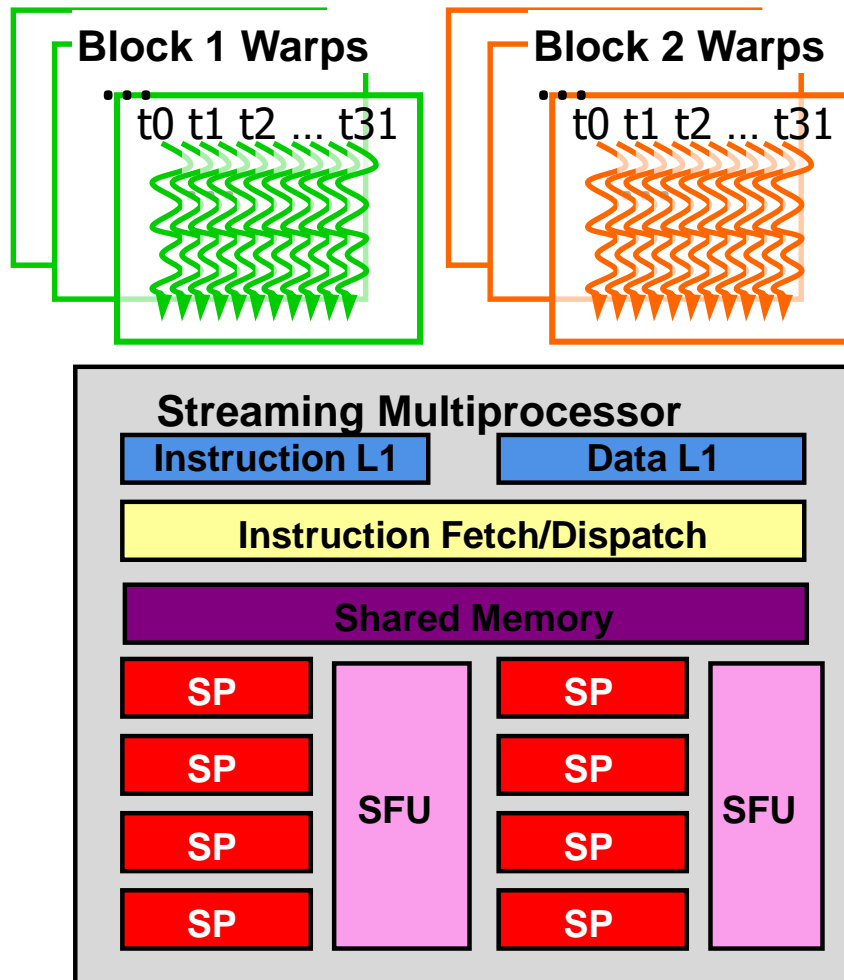 Block 1 Warps
Block 2 Warps
...
...
t0 t1 t2 ... t31
t0 t1 t2 ... t31
Streaming Multiprocessor
Instruction L1
Data L1
Instruction Fetch/Dispatch
Shared Memory
SP
SP
SP
SP
SFU
SP
SP
SP
SP
SFU